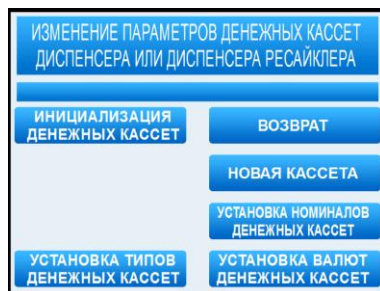 ИЗМЕНЕНИЕ ПАРАМЕТРОВ ДЕНЕЖНЫХ КАССЕТ
ДИСПЕНСЕРА ИЛИ ДИСПЕНСЕРА РЕСАЙКЛЕРА
ИНИЦИАЛИЗАЦИЯ
ДЕНЕЖНЫХ КАССЕТ
ВОЗВРАТ
НОВАЯ КАССЕТА
УСТАНОВКА НОМИНАЛОВ
ДЕНЕЖНЫХ КАССЕТ
УСТАНОВКА ТИПОВ
ДЕНЕЖНЫХ КАССЕТ
УСТАНОВКА ВАЛЮТ
ДЕНЕЖНЫХ КАССЕТ